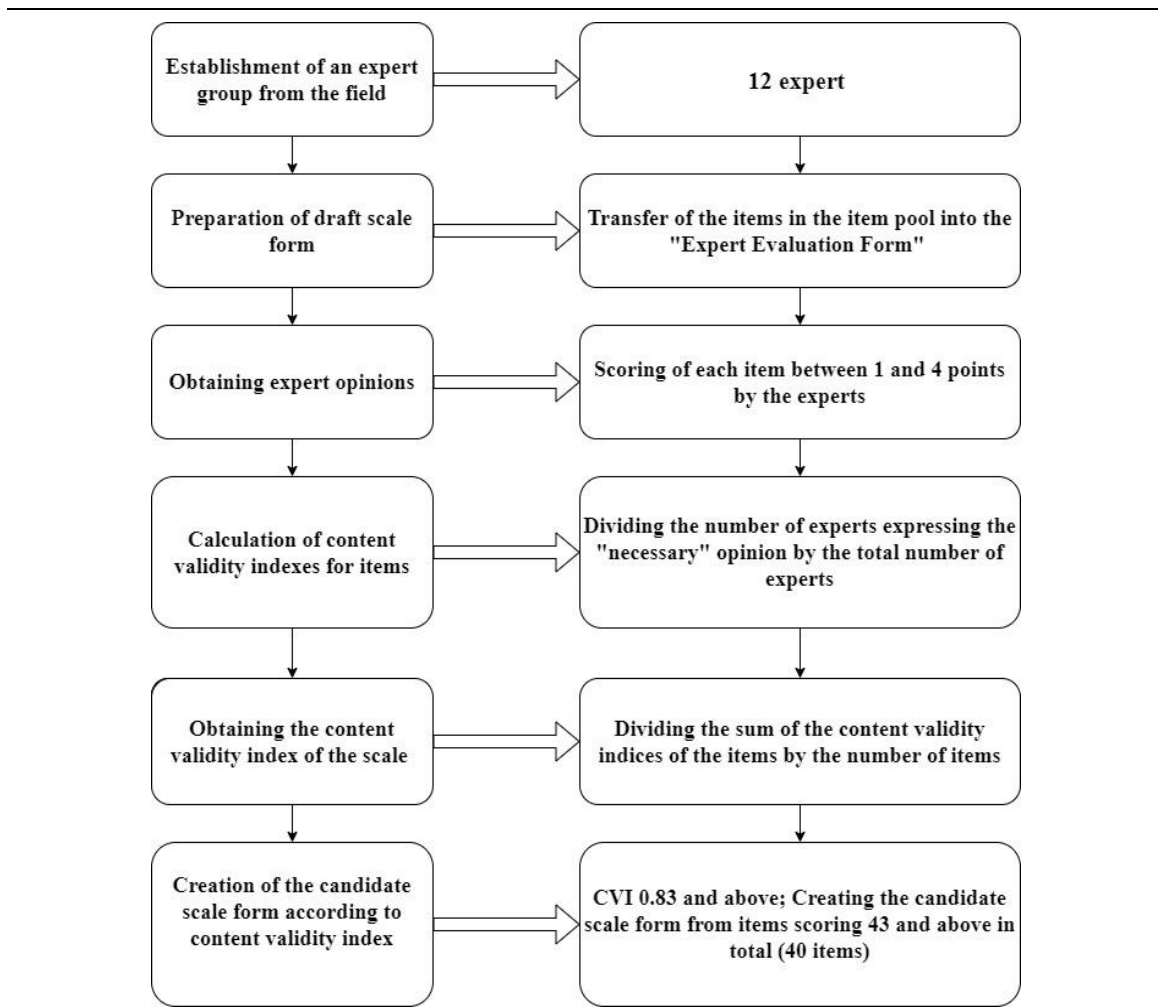 Establishment of an expert
group from the field
12 expert
Preparation of draft scale
form
Transfer of the items in the item pool into the
"Expert Evaluation Form"
Obtaining expert opinions
Scoring of each item between 1 and 4 points
by the experts
Calculation of content
validity indexes for items
Dividing the number of experts expressing the
"necessary" opinion by the total number of
experts
Obtaining the content
validity index of the scale
Dividing the sum of the content validity
indices of the items by the number of items
Creation of the candidate
scale form according to
content validity index
CVI 0.83 and above; Creating the candidate
scale form from items scoring 43 and above in
total (40 items)